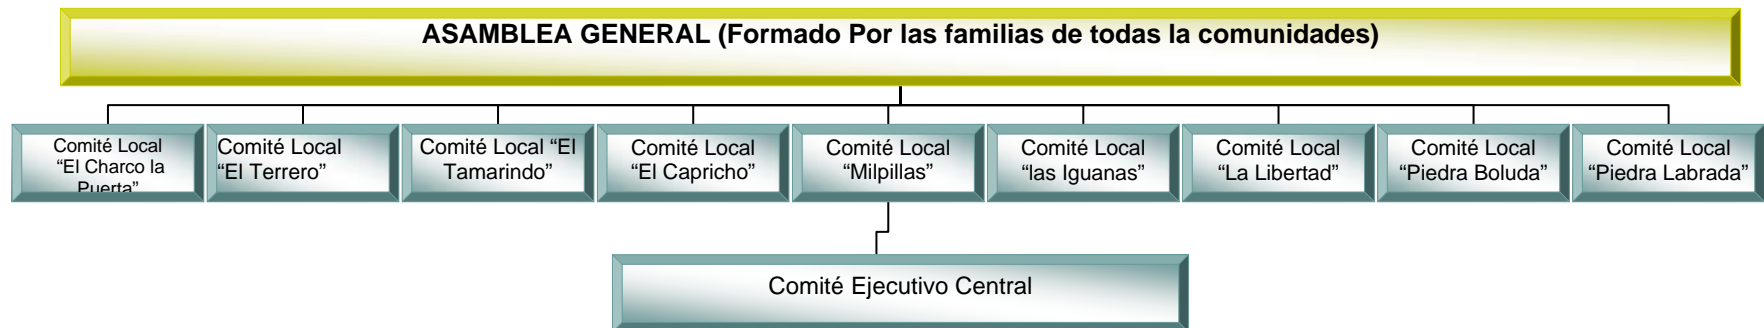 ASAMBLEA GENERAL (Formado Por las familias de todas la comunidades)
Comité Local
“El Charco la
Puerta”
Comité Local
“El Terrero”
Comité Local “El
Tamarindo”
Comité Local
“El Capricho”
Comité Local
“Milpillas”
Comité Local
“las Iguanas”
Comité Local
“La Libertad”
Comité Local
“Piedra Boluda”
Comité Local
“Piedra Labrada”
Comité Ejecutivo Central